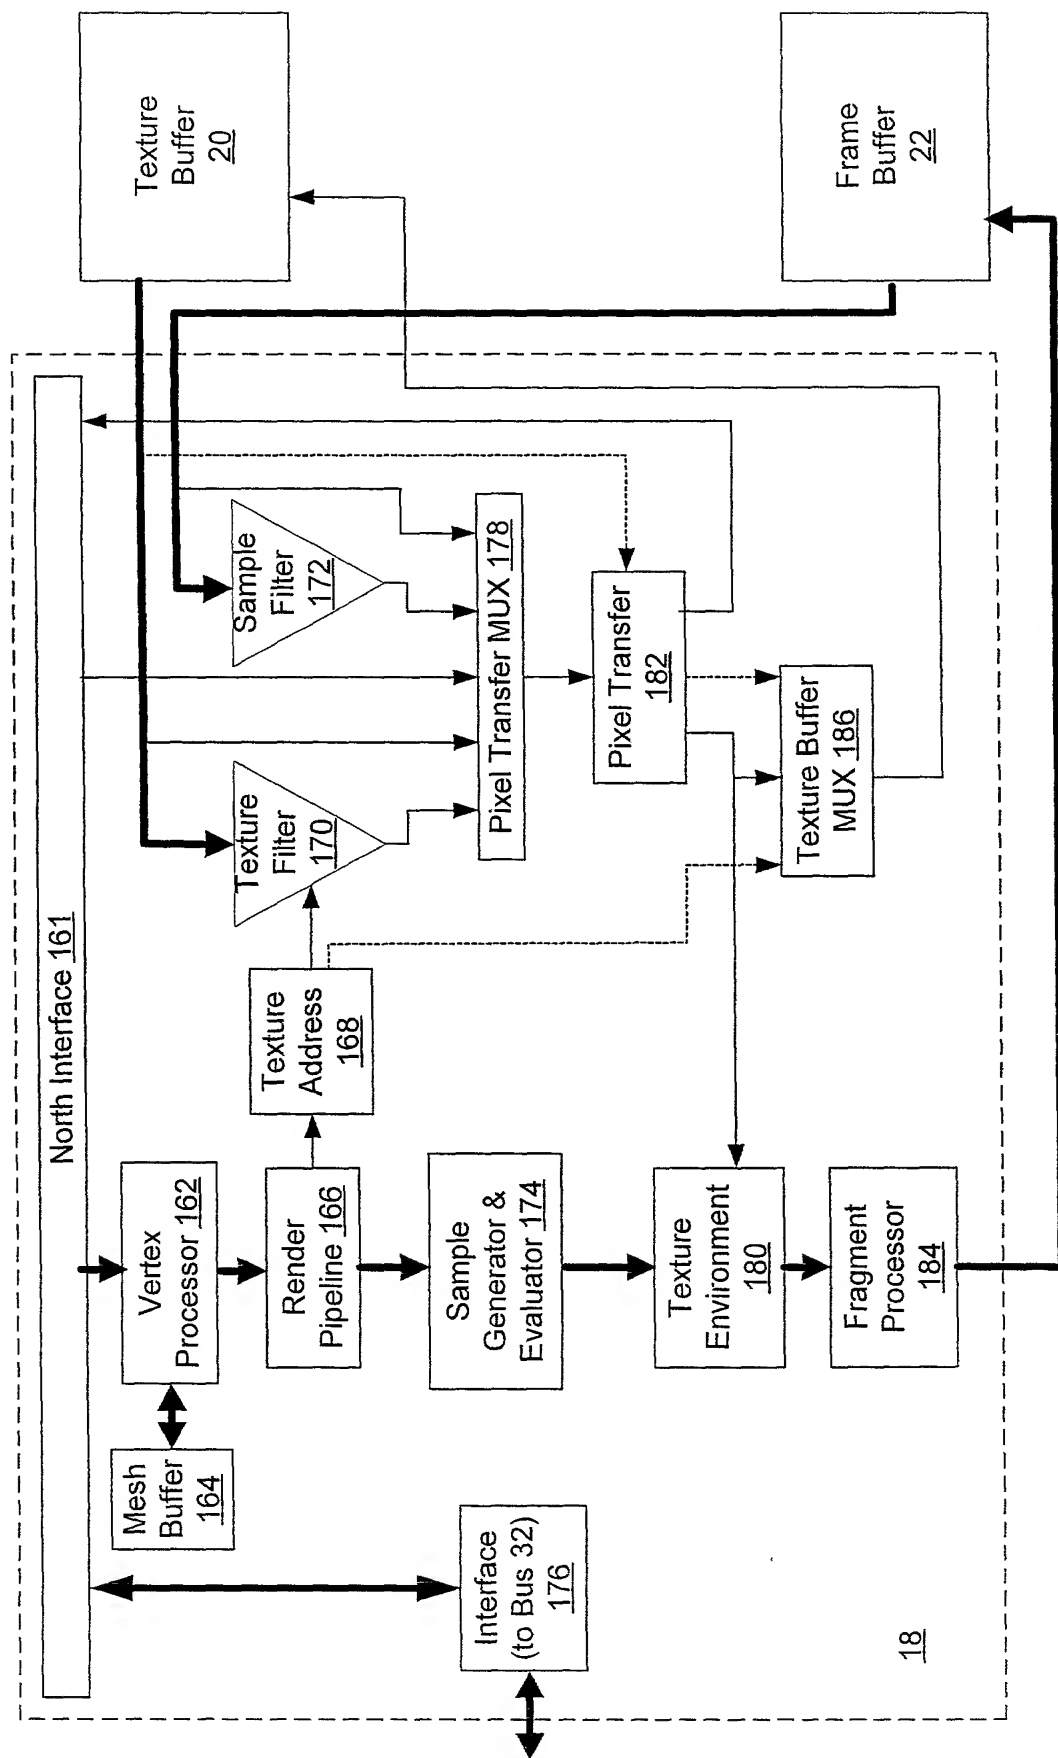 North Interface 161
Mesh
Buffer
164
Vertex
Processor 162
Render
Pipeline 166
Texture
Address
168
Texture
Filter
170
Sample
Filter
172
Texture
Buffer
20
Interface
(to Bus 32)
176
Sample
Generator &
Evaluator 174
Pixel Transfer MUX 178
Pixel Transfer
182
Texture
Environment
180
Texture Buffer
MUX 186
Fragment
Processor
184
Frame
Buffer
22
18